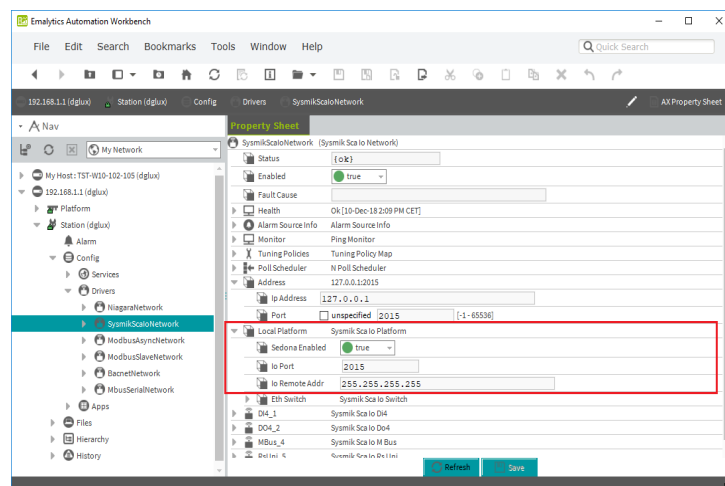 Emalytics Automation Workbench
File Edit Search Bookmarks Tools Window Help
Quick Search
192.168.1.1 (dglux) Station (dglux) Config Drivers SysmikScaIoNetwork AX Property Sheet
Nav
My Network
My Host : TST-W10-102-105 (dglux)
192.168.1.1 (dglux)
Platform
Station (dglux)
Alarm
Config
Services
Drivers
NiagaraNetwork
SysmikScaIoNetwork
ModbusAsyncNetwork
ModbusSlaveNetwork
BacnetNetwork
MbusSerialNetwork
Apps
Files
Hierarchy
History
Property Sheet
SysmikScaIoNetwork (Sysmik Sca Io Network)
Status {ok}
Enabled true
Fault Cause
Health Ok [10-Dec-18 2:09 PM CET]
Alarm Source Info Alarm Source Info
Monitor Ping Monitor
Tuning Policies Tuning Policy Map
Poll Scheduler N Poll Scheduler
Address 127.0.0.1:2015
Ip Address 127.0.0.1
Port unspecified 2015 [-1 - 65536]
Local Platform Sysmik Sca Io Platform
Sedona Enabled true
Io Port 2015
Io Remote Addr 255.255.255.255
Eth Switch Sysmik Sca Io Switch
DI4_1 Sysmik Sca Io Di4
DO4_2 Sysmik Sca Io Do4
MBus_4 Sysmik Sca Io M Bus
RsUni_5 Sysmik Sca Io Rs Uni
Refresh Save